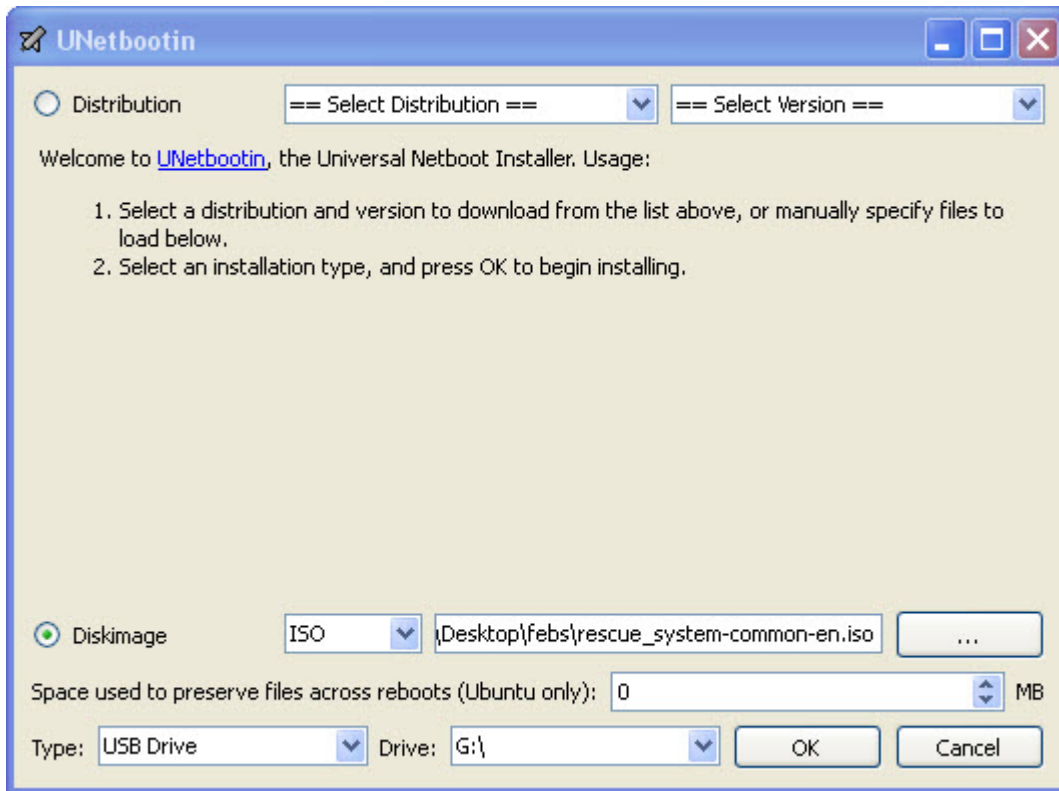 UNetbootin
Distribution == Select Distribution == == Select Version ==
Welcome to UNetbootin, the Universal Netboot Installer. Usage:
1. Select a distribution and version to download from the list above, or manually specify files to
load below.
2. Select an installation type, and press OK to begin installing.
Diskimage ISO \Desktop\febs\rescue_system-common-en.iso ...
Space used to preserve files across reboots (Ubuntu only): 0 MB
Type: USB Drive Drive: G:\ OK Cancel